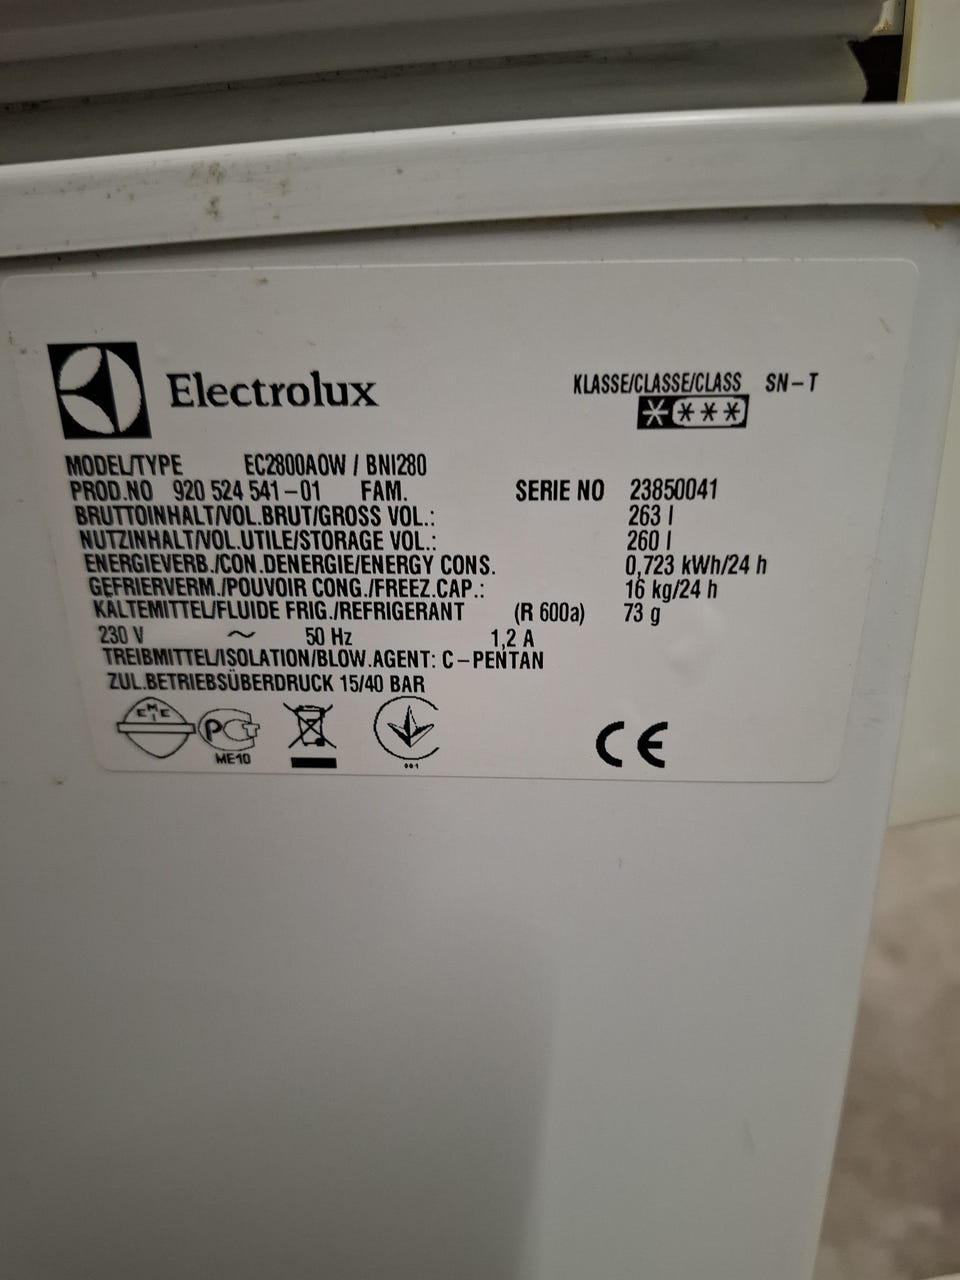 Electrolux
KLASSE/CLASSE/CLASS SN-T
MODEL/TYPE EC2800AOW / BNI280
PROD.NO 920 524 541-01 FAM. SERIE NO 23850041
BRUTTOINHALT/VOL.BRUT/GROSS VOL.: 263 l
NUTZINHALT/VOL.UTILE/STORAGE VOL.: 260 l
ENERGIEVERB./CON.DENERGIE/ENERGY CONS. 0,723 kWh/24 h
GEFRIERVERM./POUVOIR CONG./FREEZ.CAP.: 16 kg/24 h
KÄLTEMITTEL/FLUIDE FRIG./REFRIGERANT (R 600a) 73 g
230 V ~ 50 Hz 1,2 A
TREIBMITTEL/ISOLATION/BLOW.AGENT: C-PENTAN
ZUL.BETRIEBSÜBERDRUCK 15/40 BAR
PCT
ME10
001
CE